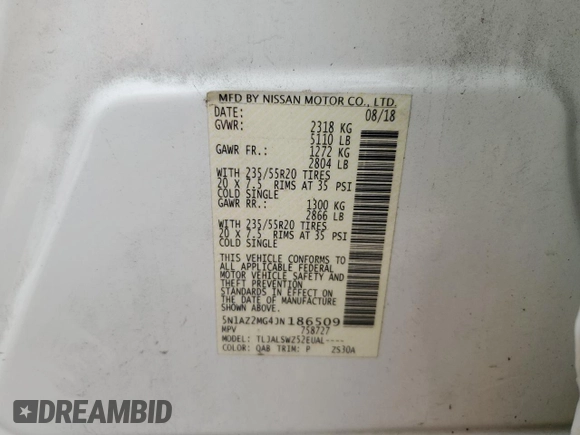 MFD BY NISSAN MOTOR CO., LTD.
DATE: 08/18
GVWR: 2318 KG
5110 LB
GAWR FR.: 1272 KG
2804 LB
WITH 235/55R20 TIRES
20 X 7.5 RIMS AT 35 PSI
COLD SINGLE
GAWR RR.: 1300 KG
2866 LB
WITH 235/55R20 TIRES
20 X 7.5 RIMS AT 35 PSI
COLD SINGLE
THIS VEHICLE CONFORMS TO
ALL APPLICABLE FEDERAL
MOTOR VEHICLE SAFETY AND
THEFT PREVENTION
STANDARDS IN EFFECT ON
THE DATE OF MANUFACTURE
SHOWN ABOVE.
5N1AZ2MG4JN186509
MPV 758727
MODEL: TLJALSWZ52EUAL----
COLOR: QAB TRIM: P ZS30A
DREAMBID